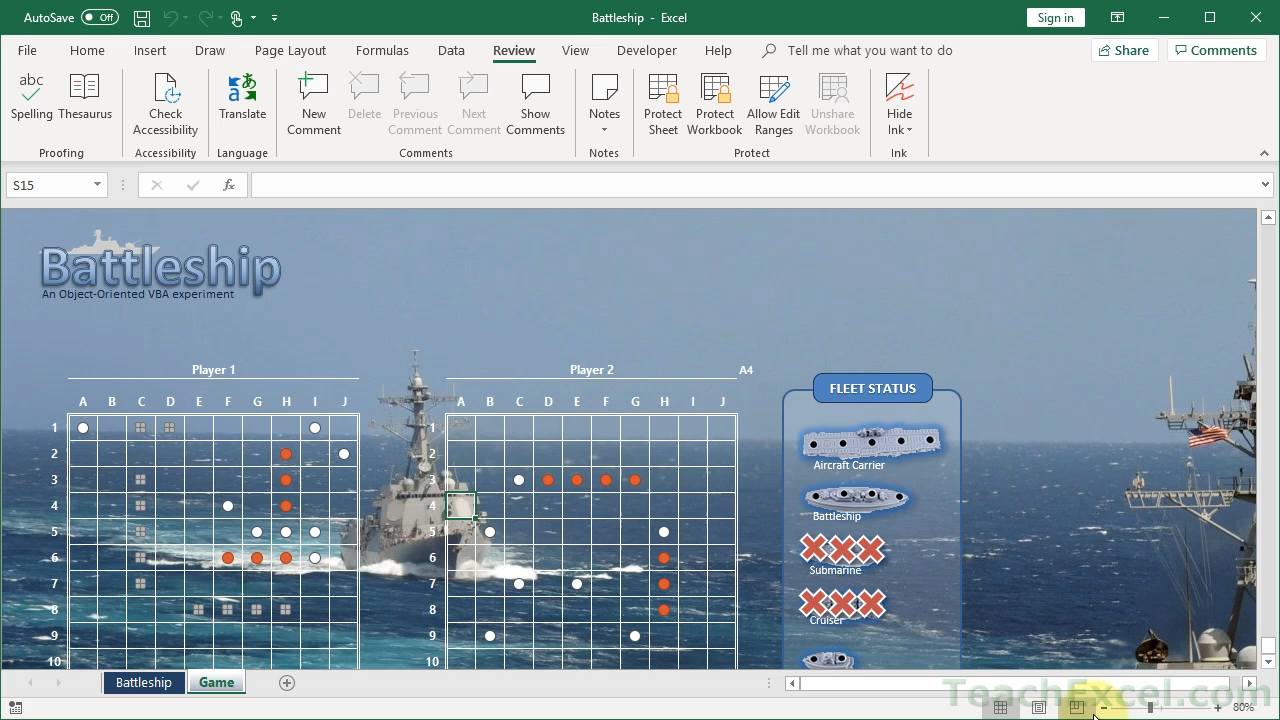 AutoSave Off
Battleship - Excel
Sign in
File Home Insert Draw Page Layout Formulas Data Review View Developer Help Tell me what you want to do Share Comments
abc
Spelling Thesaurus Check Accessibility Translate New Comment Delete Previous Comment Next Comment Show Comments Notes Protect Sheet Protect Workbook Allow Edit Ranges Unshare Workbook Hide Ink
Proofing Accessibility Language Comments Notes Protect Ink
S15 fx
Battleship
An Object-Oriented VBA experiment
Player 1 Player 2 A4
FLEET STATUS
A B C D E F G H I J A B C D E F G H I J
1 1
2 2
Aircraft Carrier
3 3
4 4
Battleship
5 5
6 6
Submarine
7 7
8 8
Cruiser
9 9
10 10
Battleship Game
TeachExcel.com
80%